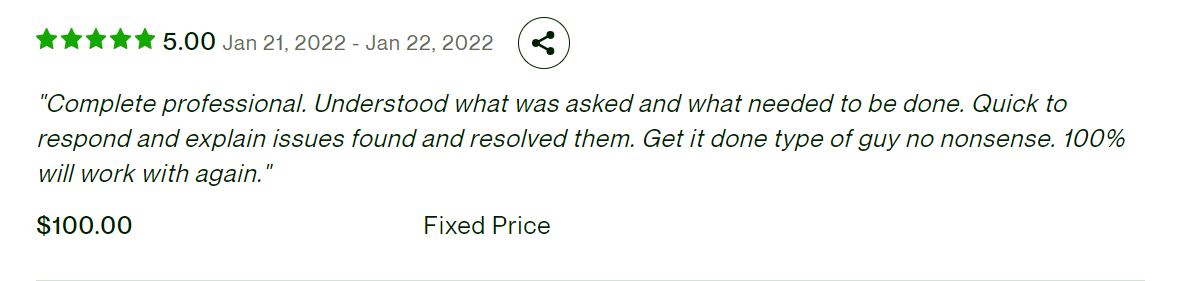 5.00 Jan 21, 2022 - Jan 22, 2022
"Complete professional. Understood what was asked and what needed to be done. Quick to
respond and explain issues found and resolved them. Get it done type of guy no nonsense. 100%
will work with again."
$100.00 Fixed Price